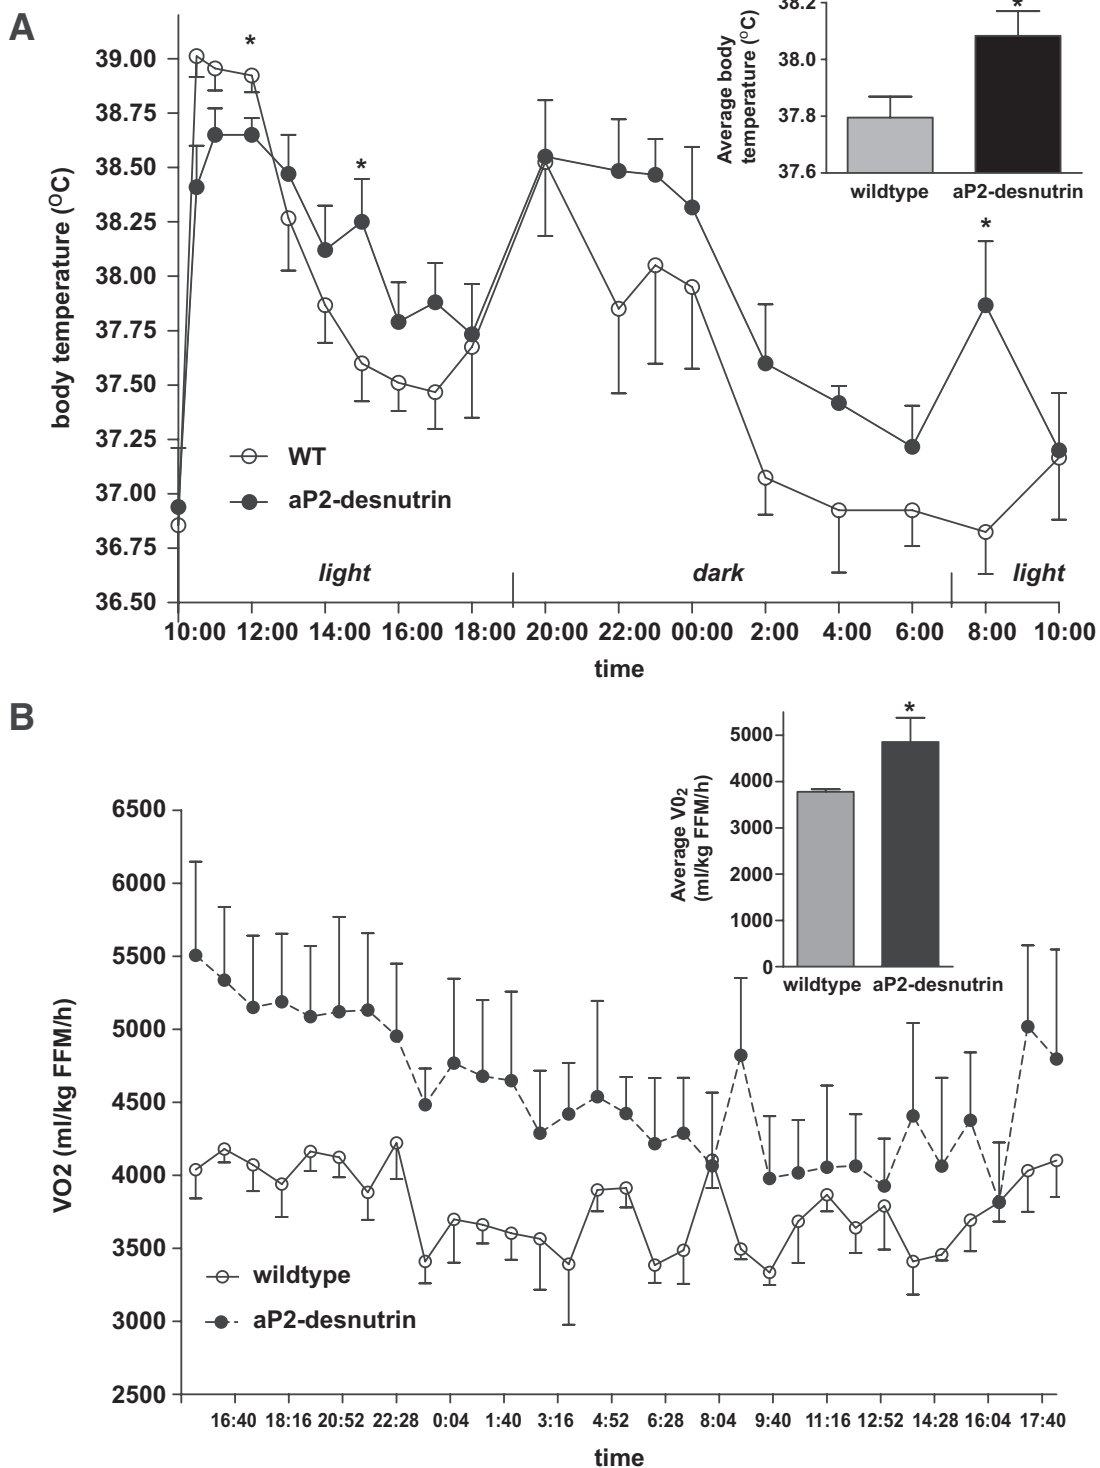 A
body temperature (°C)
39.00
38.75
38.50
38.25
38.00
37.75
37.50
37.25
37.00
36.75
36.50
*
*
*
WT
aP2-desnutrin
light
dark
light
10:00 12:00 14:00 16:00 18:00 20:00 22:00 00:00 2:00 4:00 6:00 8:00 10:00
time
Average body
temperature (°C)
38.2
38.0
37.8
37.6
*
wildtype aP2-desnutrin
B
VO2 (ml/kg FFM/h)
6500
6000
5500
5000
4500
4000
3500
3000
2500
wildtype
aP2-desnutrin
16:40 18:16 20:52 22:28 0:04 1:40 3:16 4:52 6:28 8:04 9:40 11:16 12:52 14:28 16:04 17:40
time
Average V0₂
(ml/kg FFM/h)
5000
4000
3000
2000
1000
0
*
wildtype aP2-desnutrin